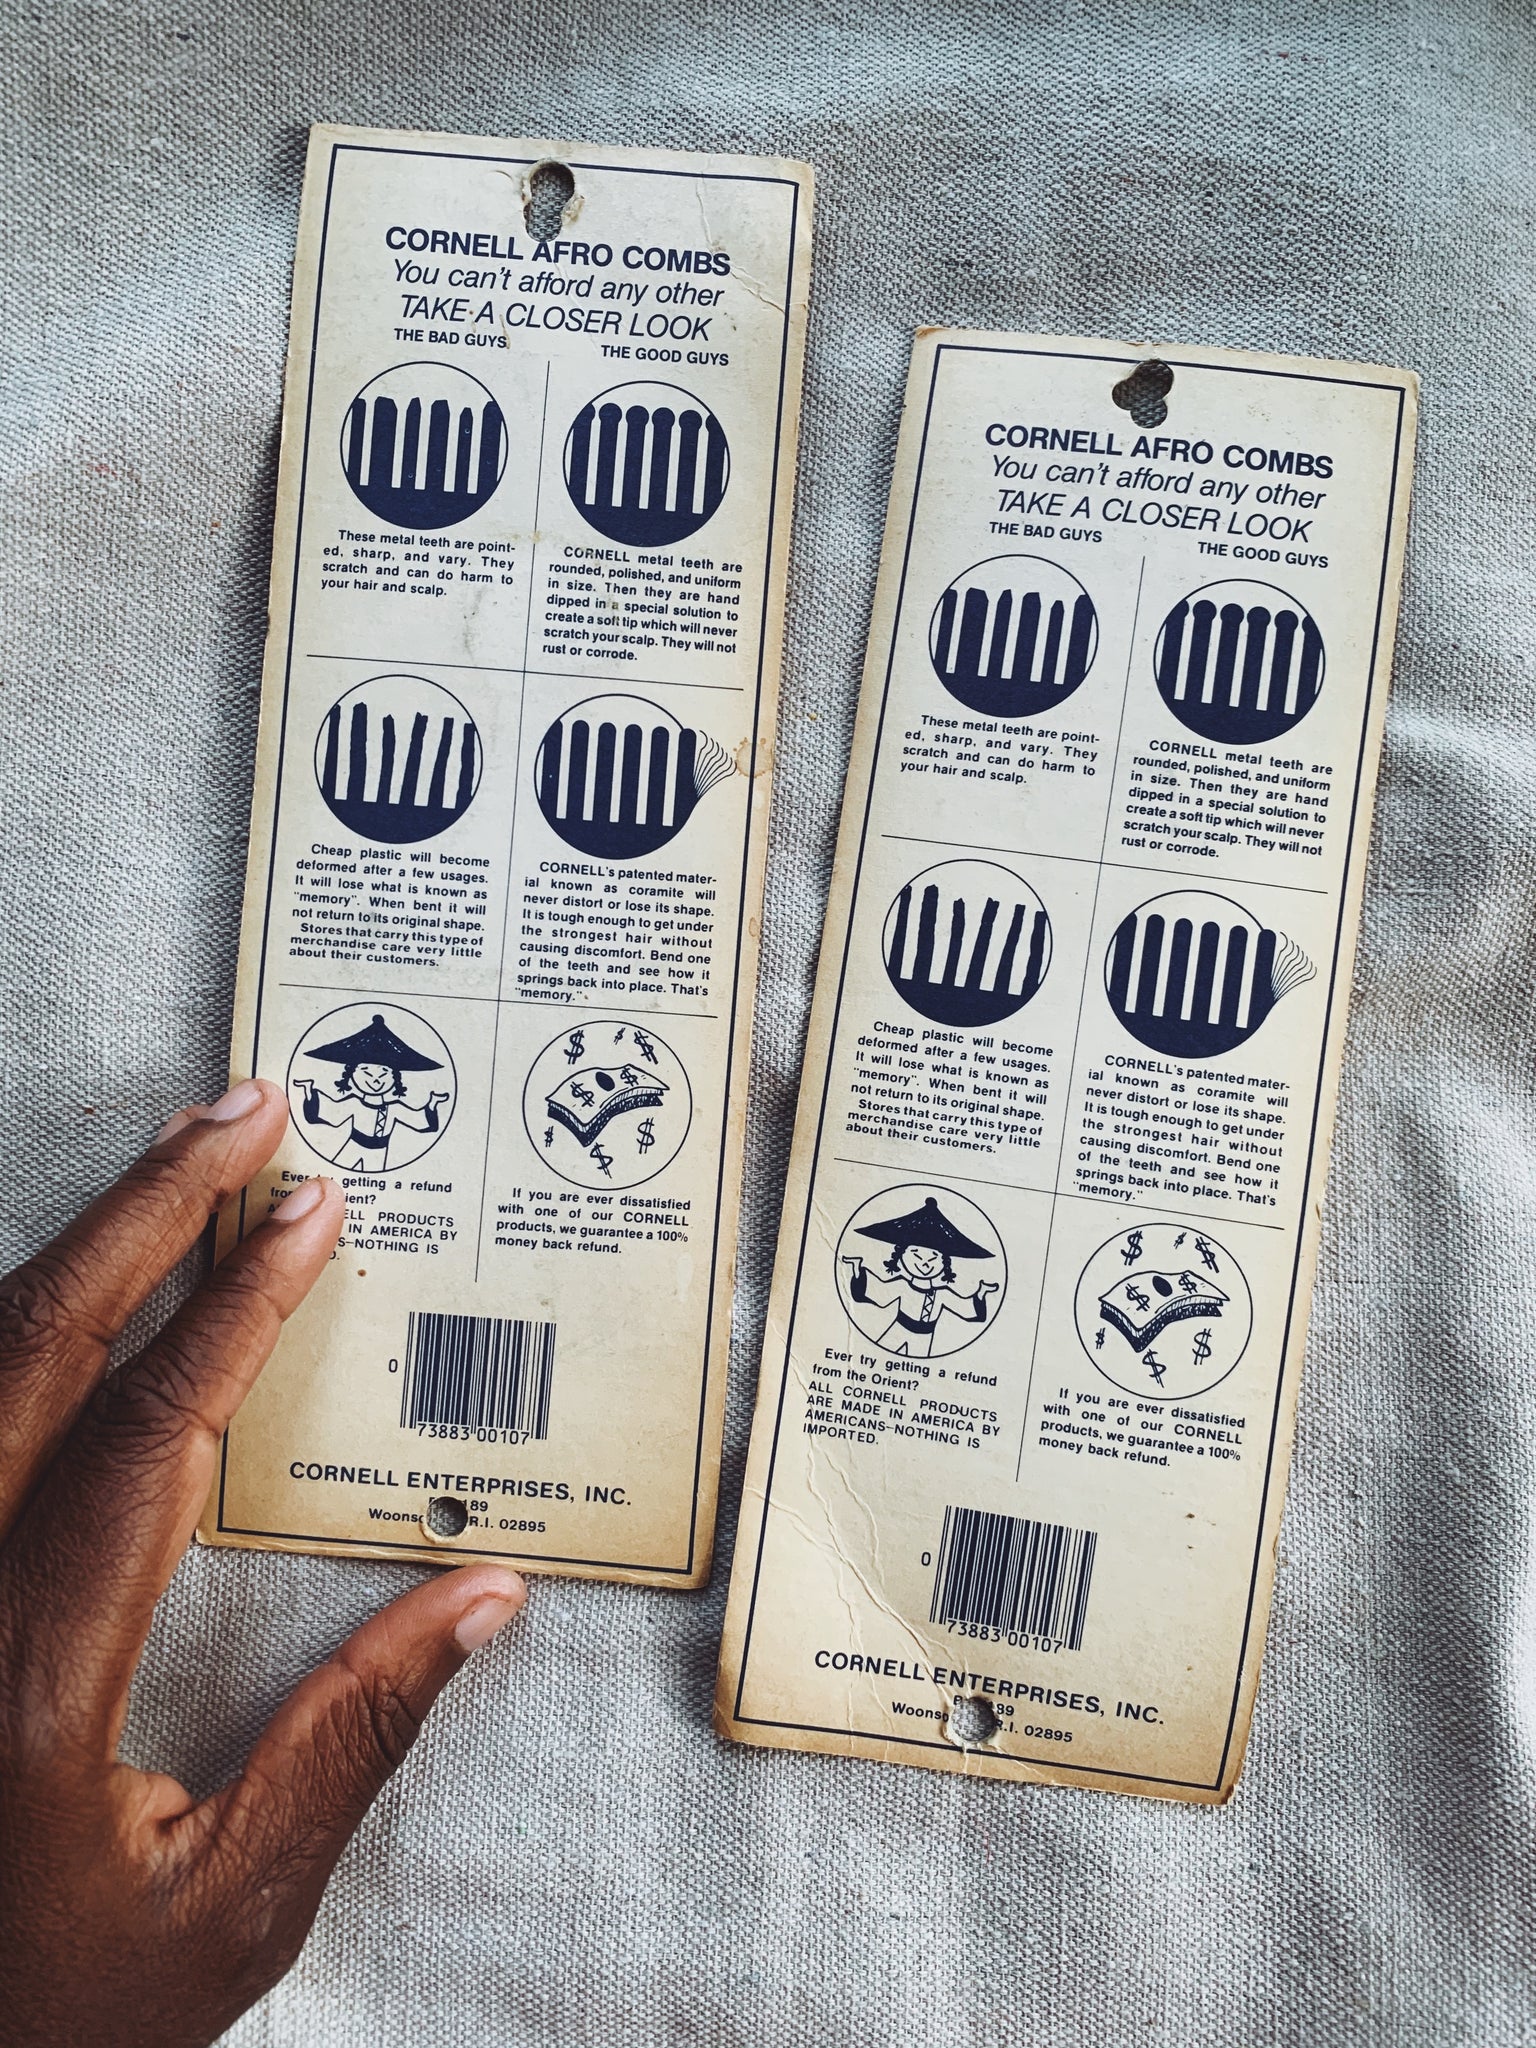 CORNELL AFRO COMBS
You can't afford any other
TAKE A CLOSER LOOK
THE BAD GUYS
THE GOOD GUYS
These metal teeth are point-
ed, sharp, and vary. They
scratch and can do harm to
your hair and scalp.
CORNELL metal teeth are
rounded, polished, and uniform
in size. Then they are hand
dipped in a special solution to
create a soft tip which will never
scratch your scalp. They will not
rust or corrode.
Cheap plastic will become
deformed after a few usages.
It will lose what is known as
"memory". When bent it will
not return to its original shape.
Stores that carry this type of
merchandise care very little
about their customers.
CORNELL's patented mater-
ial known as coramite will
never distort or lose its shape.
It is tough enough to get under
the strongest hair without
causing discomfort. Bend one
of the teeth and see how it
springs back into place. That's
"memory."
$ $ $
$ $
$ $
$
Ever getting a refund
PRODUCTS
IN AMERICA BY
–NOTHING IS
If you are ever dissatisfied
with one of our CORNELL
products, we guarantee a 100%
money back refund.
0
73883 00107
CORNELL ENTERPRISES, INC.
R.I. 02895
CORNELL AFRO COMBS
You can't afford any other
TAKE A CLOSER LOOK
THE BAD GUYS
THE GOOD GUYS
These metal teeth are point-
ed, sharp, and vary. They
scratch and can do harm to
your hair and scalp.
CORNELL metal teeth are
rounded, polished, and uniform
in size. Then they are hand
dipped in a special solution to
create a soft tip which will never
scratch your scalp. They will not
rust or corrode.
Cheap plastic will become
deformed after a few usages.
It will lose what is known as
"memory". When bent it will
not return to its original shape.
Stores that carry this type of
merchandise care very little
about their customers.
CORNELL's patented mater-
ial known as coramite will
never distort or lose its shape.
It is tough enough to get under
the strongest hair without
causing discomfort. Bend one
of the teeth and see how it
springs back into place. That's
"memory."
$ $ $
$ $
$ $
$
Ever try getting a refund
from the Orient?
ALL CORNELL PRODUCTS
ARE MADE IN AMERICA BY
AMERICANS–NOTHING IS
IMPORTED.
If you are ever dissatisfied
with one of our CORNELL
products, we guarantee a 100%
money back refund.
0
73883 00107
CORNELL ENTERPRISES, INC.
R.I. 02895